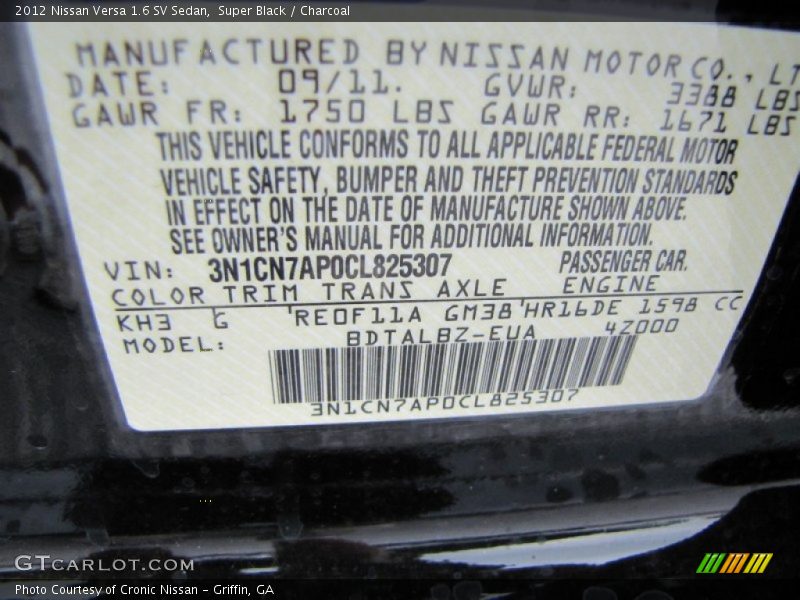 2012 Nissan Versa 1.6 SV Sedan, Super Black / Charcoal
MANUFACTURED BY NISSAN MOTOR CO., LT
DATE: 09/11. GVWR: 3388 LBS
GAWR FR: 1750 LBS GAWR RR: 1671 LBS
THIS VEHICLE CONFORMS TO ALL APPLICABLE FEDERAL MOTOR
VEHICLE SAFETY, BUMPER AND THEFT PREVENTION STANDARDS
IN EFFECT ON THE DATE OF MANUFACTURE SHOWN ABOVE.
SEE OWNER'S MANUAL FOR ADDITIONAL INFORMATION.
VIN: 3N1CN7AP0CL825307 PASSENGER CAR.
COLOR TRIM TRANS AXLE ENGINE
KH3 G RE0F11A GM38 HR16DE 1598 CC
MODEL: BDTALBZ-EUA 4Z000
3N1CN7AP0CL825307
GTCARLOT.COM
Photo Courtesy of Cronic Nissan - Griffin, GA